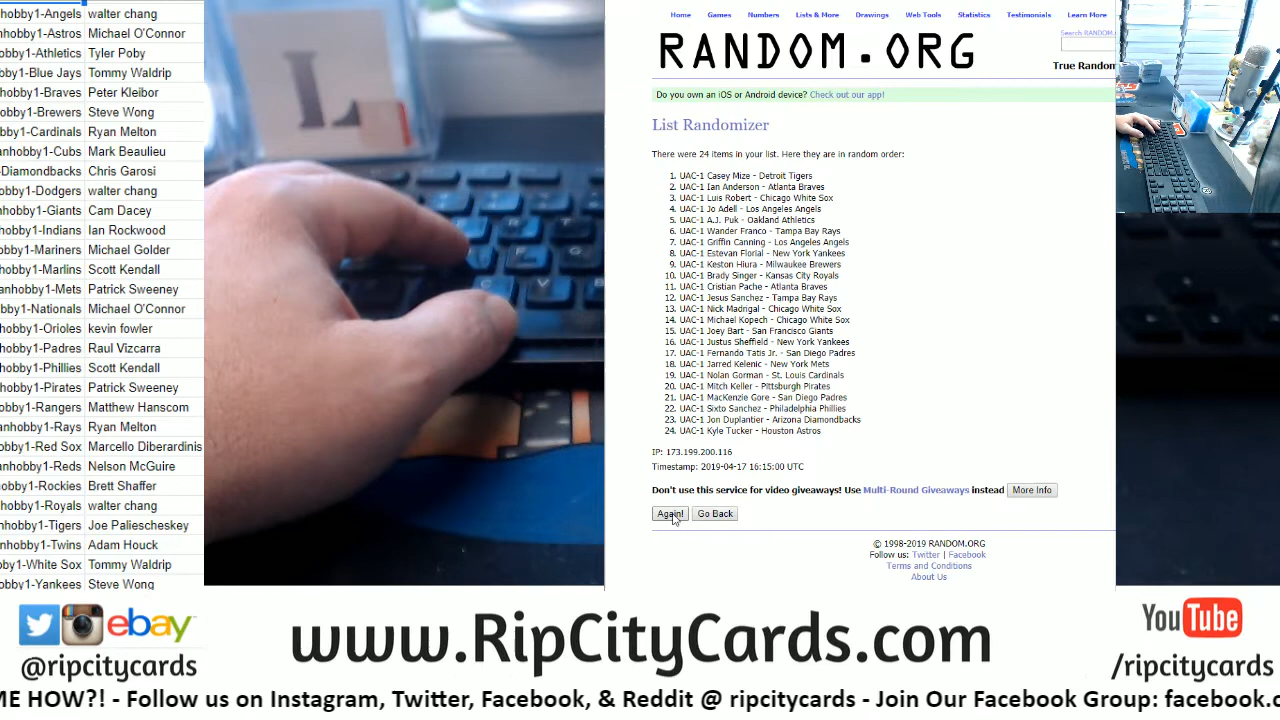 nhobby1-Angels walter chang
nhobby1-Astros Michael O'Connor
hobby1-Athletics Tyler Poby
bby1-Blue Jays Tommy Waldrip
hobby1-Braves Peter Kleibor
obby1-Brewers Steve Wong
bby1-Cardinals Ryan Melton
anhobby1-Cubs Mark Beaulieu
-Diamondbacks Chris Garosi
hobby1-Dodgers walter chang
nhobby1-Giants Cam Dacey
hobby1-Indians Ian Rockwood
bby1-Mariners Michael Golder
hobby1-Marlins Scott Kendall
anhobby1-Mets Patrick Sweeney
bby1-Nationals Michael O'Connor
hobby1-Orioles kevin fowler
hobby1-Padres Raul Vizcarra
hobby1-Phillies Scott Kendall
hobby1-Pirates Patrick Sweeney
obby1-Rangers Matthew Hanscom
nhobby1-Rays Ryan Melton
obby1-Red Sox Marcello Diberardinis
anhobby1-Reds Nelson McGuire
obby1-Rockies Brett Shaffer
hobby1-Royals walter chang
nhobby1-Tigers Joe Paliescheskey
nhobby1-Twins Adam Houck
by1-White Sox Tommy Waldrip
bby1-Yankees Steve Wong
L
Home Games Numbers Lists & More Drawings Web Tools Statistics Testimonials Learn More
RANDOM.ORG
Search RANDOM.
True Random
Do you own an iOS or Android device? Check out our app!
List Randomizer
There were 24 items in your list. Here they are in random order:
1. UAC-1 Casey Mize - Detroit Tigers
2. UAC-1 Ian Anderson - Atlanta Braves
3. UAC-1 Luis Robert - Chicago White Sox
4. UAC-1 Jo Adell - Los Angeles Angels
5. UAC-1 A.J. Puk - Oakland Athletics
6. UAC-1 Wander Franco - Tampa Bay Rays
7. UAC-1 Griffin Canning - Los Angeles Angels
8. UAC-1 Estevan Florial - New York Yankees
9. UAC-1 Keston Hiura - Milwaukee Brewers
10. UAC-1 Brady Singer - Kansas City Royals
11. UAC-1 Cristian Pache - Atlanta Braves
12. UAC-1 Jesus Sanchez - Tampa Bay Rays
13. UAC-1 Nick Madrigal - Chicago White Sox
14. UAC-1 Michael Kopech - Chicago White Sox
15. UAC-1 Joey Bart - San Francisco Giants
16. UAC-1 Justus Sheffield - New York Yankees
17. UAC-1 Fernando Tatis Jr. - San Diego Padres
18. UAC-1 Jarred Kelenic - New York Mets
19. UAC-1 Nolan Gorman - St. Louis Cardinals
20. UAC-1 Mitch Keller - Pittsburgh Pirates
21. UAC-1 MacKenzie Gore - San Diego Padres
22. UAC-1 Sixto Sanchez - Philadelphia Phillies
23. UAC-1 Jon Duplantier - Arizona Diamondbacks
24. UAC-1 Kyle Tucker - Houston Astros
IP: 173.199.200.116
Timestamp: 2019-04-17 16:15:00 UTC
Don't use this service for video giveaways! Use Multi-Round Giveaways instead More Info
Again! Go Back
© 1998-2019 RANDOM.ORG
Follow us: Twitter | Facebook
Terms and Conditions
About Us
ebay
@ripcitycards
www.RipCityCards.com
YouTube
/ripcitycards
ME HOW?! - Follow us on Instagram, Twitter, Facebook, & Reddit @ ripcitycards - Join Our Facebook Group: facebook.c